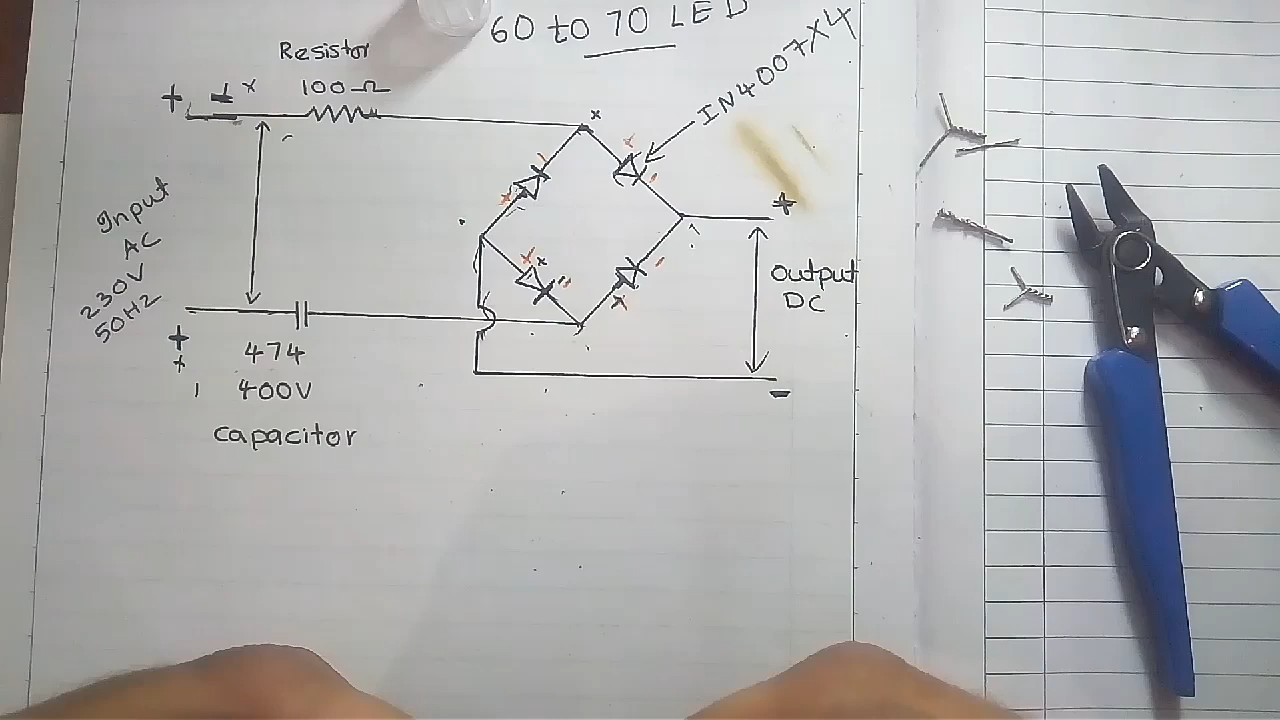 60 to 70 LED
Resistor
100Ω
IN4007X4
Input
AC
230V
50HZ
+
+
-
output
DC
474
400V
capacitor